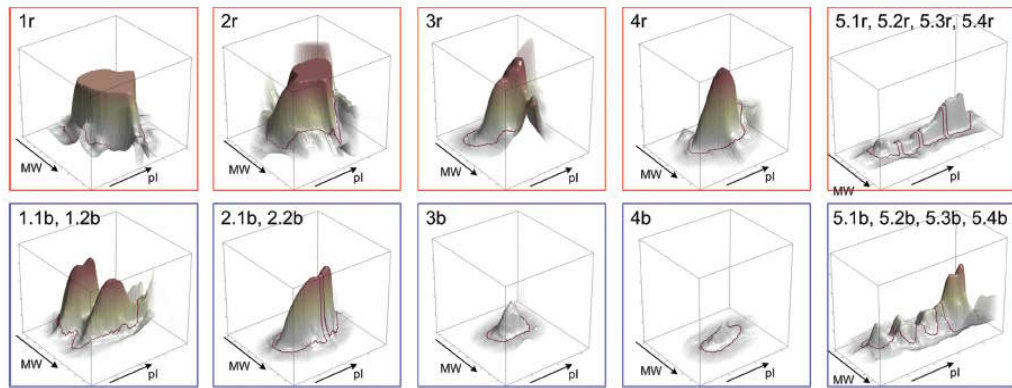 1r
2r
3r
4r
5.1r, 5.2r, 5.3r, 5.4r
MW
pI
MW
pI
MW
pI
MW
pI
MW
pI
1.1b, 1.2b
2.1b, 2.2b
3b
4b
5.1b, 5.2b, 5.3b, 5.4b
MW
pI
MW
pI
MW
pI
MW
pI
MW
pI